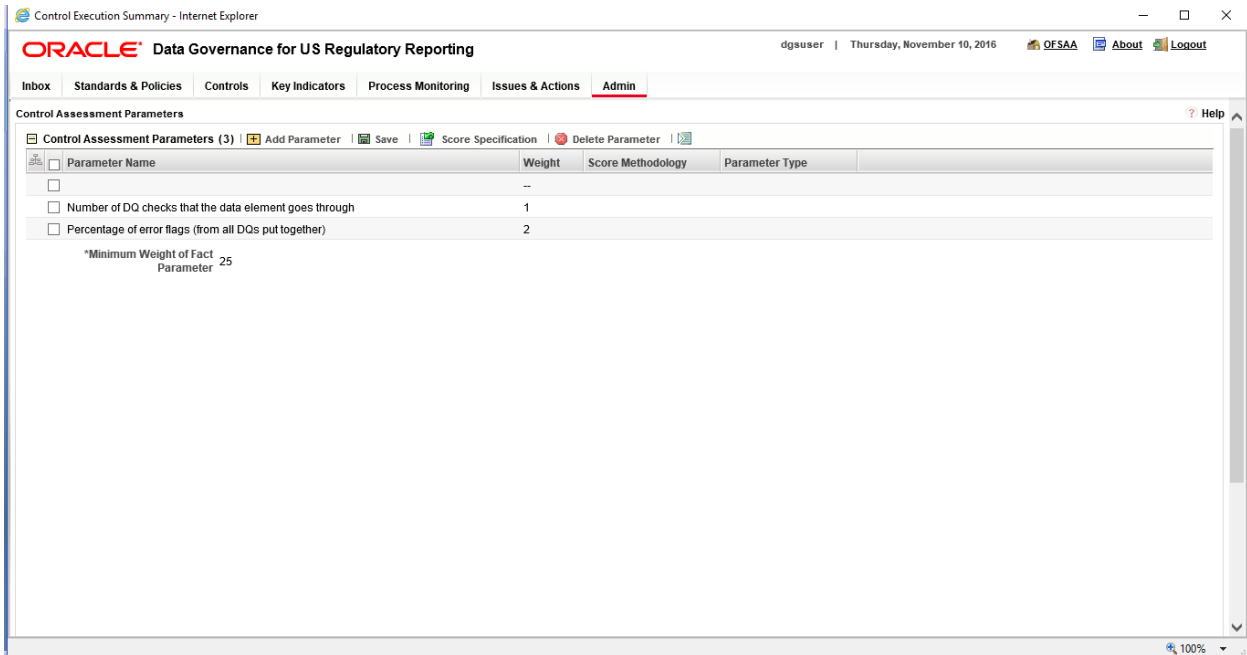 Control Execution Summary - Internet Explorer
ORACLE Data Governance for US Regulatory Reporting
dgsuser | Thursday, November 10, 2016 OFSAA About Logout
Inbox Standards & Policies Controls Key Indicators Process Monitoring Issues & Actions Admin
Control Assessment Parameters ? Help
Control Assessment Parameters (3) | Add Parameter | Save | Score Specification | Delete Parameter |
Parameter Name Weight Score Methodology Parameter Type
--
Number of DQ checks that the data element goes through 1
Percentage of error flags (from all DQs put together) 2
*Minimum Weight of Fact
Parameter 25
100%